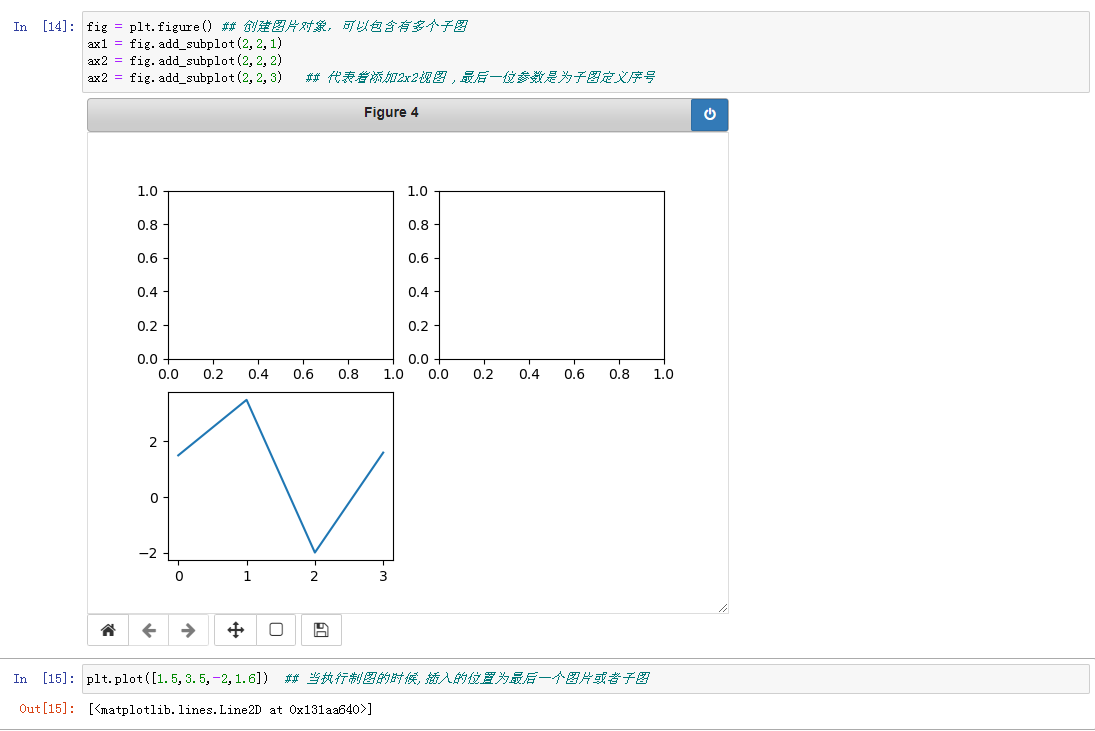 In [14]: fig = plt.figure() ## 创建图片对象，可以包含有多个子图
ax1 = fig.add_subplot(2,2,1)
ax2 = fig.add_subplot(2,2,2)
ax2 = fig.add_subplot(2,2,3) ## 代表着添加2x2视图 ,最后一位参数是为子图定义序号
Figure 4
1.0
0.8
0.6
0.4
0.2
0.0
0.0 0.2 0.4 0.6 0.8 1.0
1.0
0.8
0.6
0.4
0.2
0.0
0.0 0.2 0.4 0.6 0.8 1.0
2
0
−2
0 1 2 3
In [15]: plt.plot([1.5,3.5,-2,1.6]) ## 当执行制图的时候,插入的位置为最后一个图片或者子图
Out[15]: [<matplotlib.lines.Line2D at 0x131aa640>]